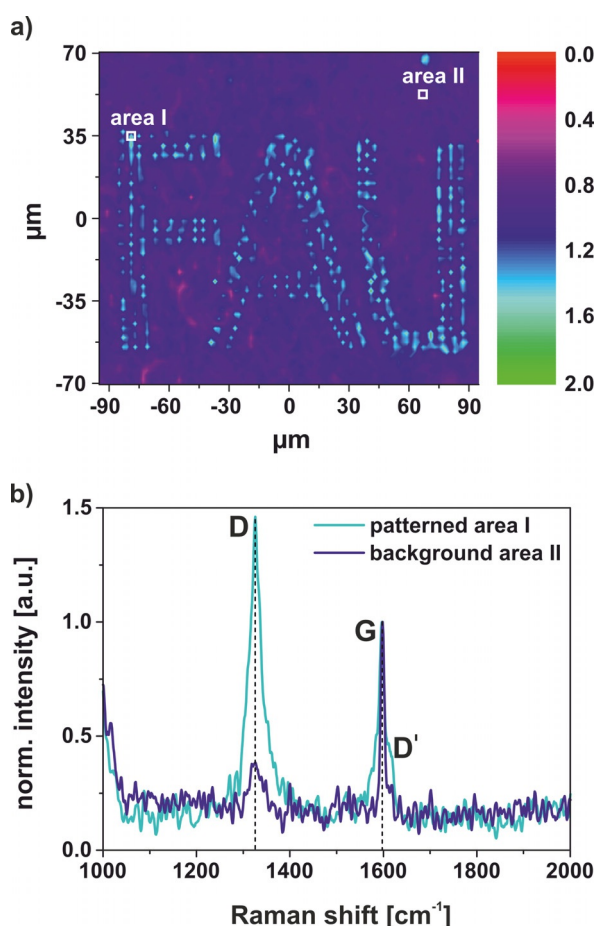 a)
70
35
0
-35
-70
µm
area I
area II
FAU
-90 -60 -30 0 30 60 90
µm
0.0
0.4
0.8
1.2
1.6
2.0
b)
norm. intensity [a.u.]
1.5
1.0
0.5
0.0
D
G
D'
patterned area I
background area II
1000 1200 1400 1600 1800 2000
Raman shift [cm⁻¹]